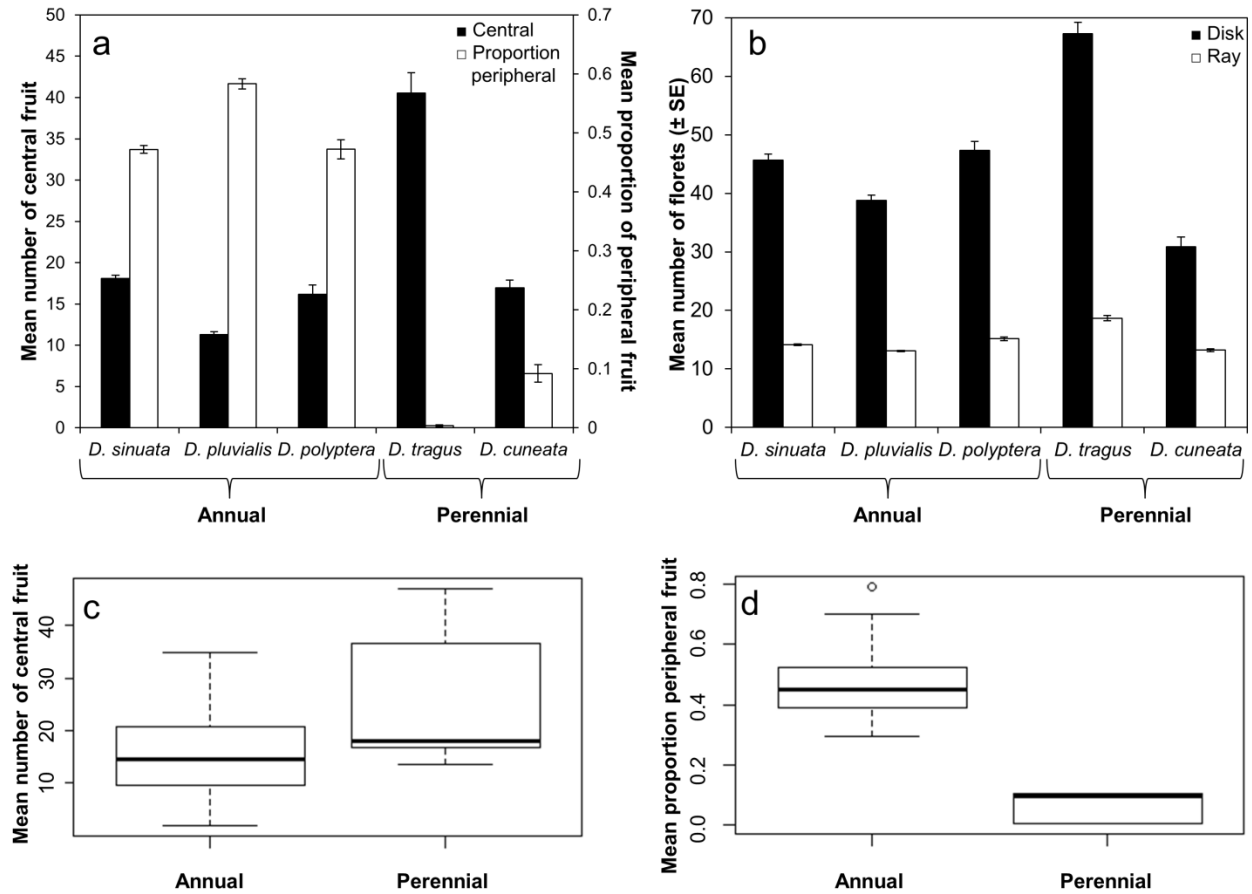 a
Central
Proportion
peripheral
Mean number of central fruit
50
45
40
35
30
25
20
15
10
5
0
Mean proportion of peripheral fruit
0.7
0.6
0.5
0.4
0.3
0.2
0.1
0
D. sinuata D. pluvialis D. polyptera D. tragus D. cuneata
Annual Perennial
b
Disk
Ray
Mean number of florets (± SE)
70
60
50
40
30
20
10
0
D. sinuata D. pluvialis D. polyptera D. tragus D. cuneata
Annual Perennial
c
Mean number of central fruit
40
30
20
10
Annual Perennial
d
Mean proportion peripheral fruit
0.8
0.6
0.4
0.2
0.0
Annual Perennial